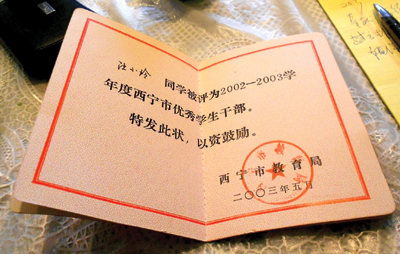 汪小玲 同学被评为2002—2003学
年度西宁市优秀学生干部。
特发此状，以资鼓励。
西宁市教育局
二〇〇三年五月